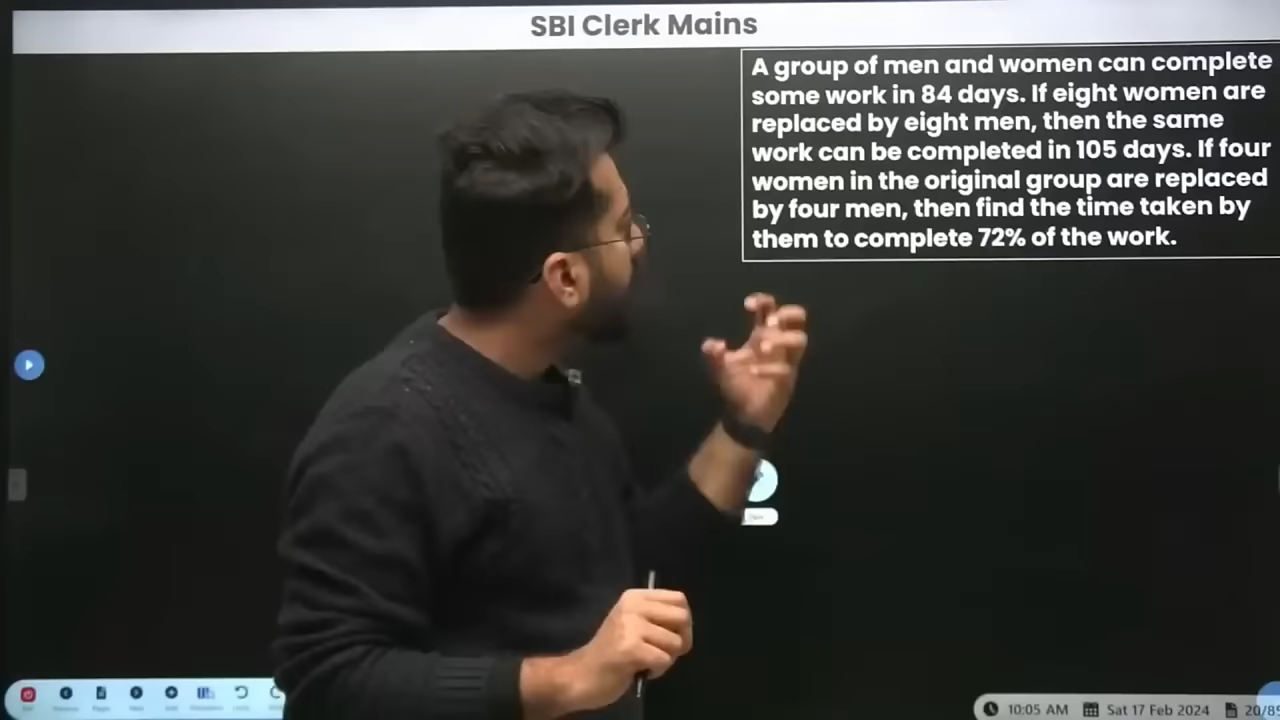 SBI Clerk Mains
A group of men and women can complete
some work in 84 days. If eight women are
replaced by eight men, then the same
work can be completed in 105 days. If four
women in the original group are replaced
by four men, then find the time taken by
them to complete 72% of the work.
10:05 AM Sat 17 Feb 2024 20/85